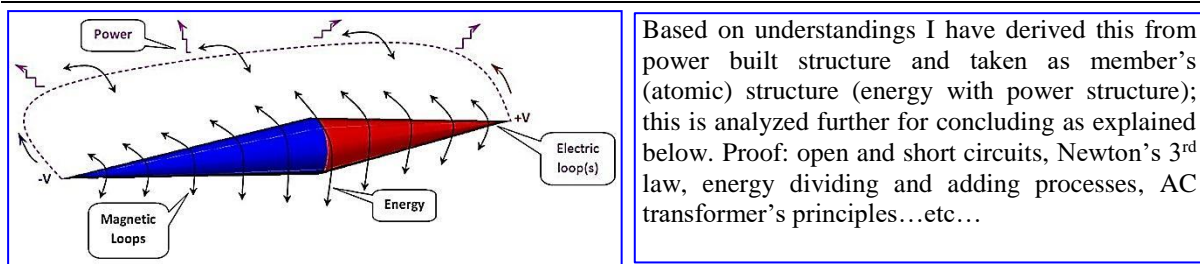 Power
+V
Electric
loop(s)
-V
Energy
Magnetic
Loops
Based on understandings I have derived this from
power built structure and taken as member's
(atomic) structure (energy with power structure);
this is analyzed further for concluding as explained
below. Proof: open and short circuits, Newton's 3rd
law, energy dividing and adding processes, AC
transformer's principles…etc…